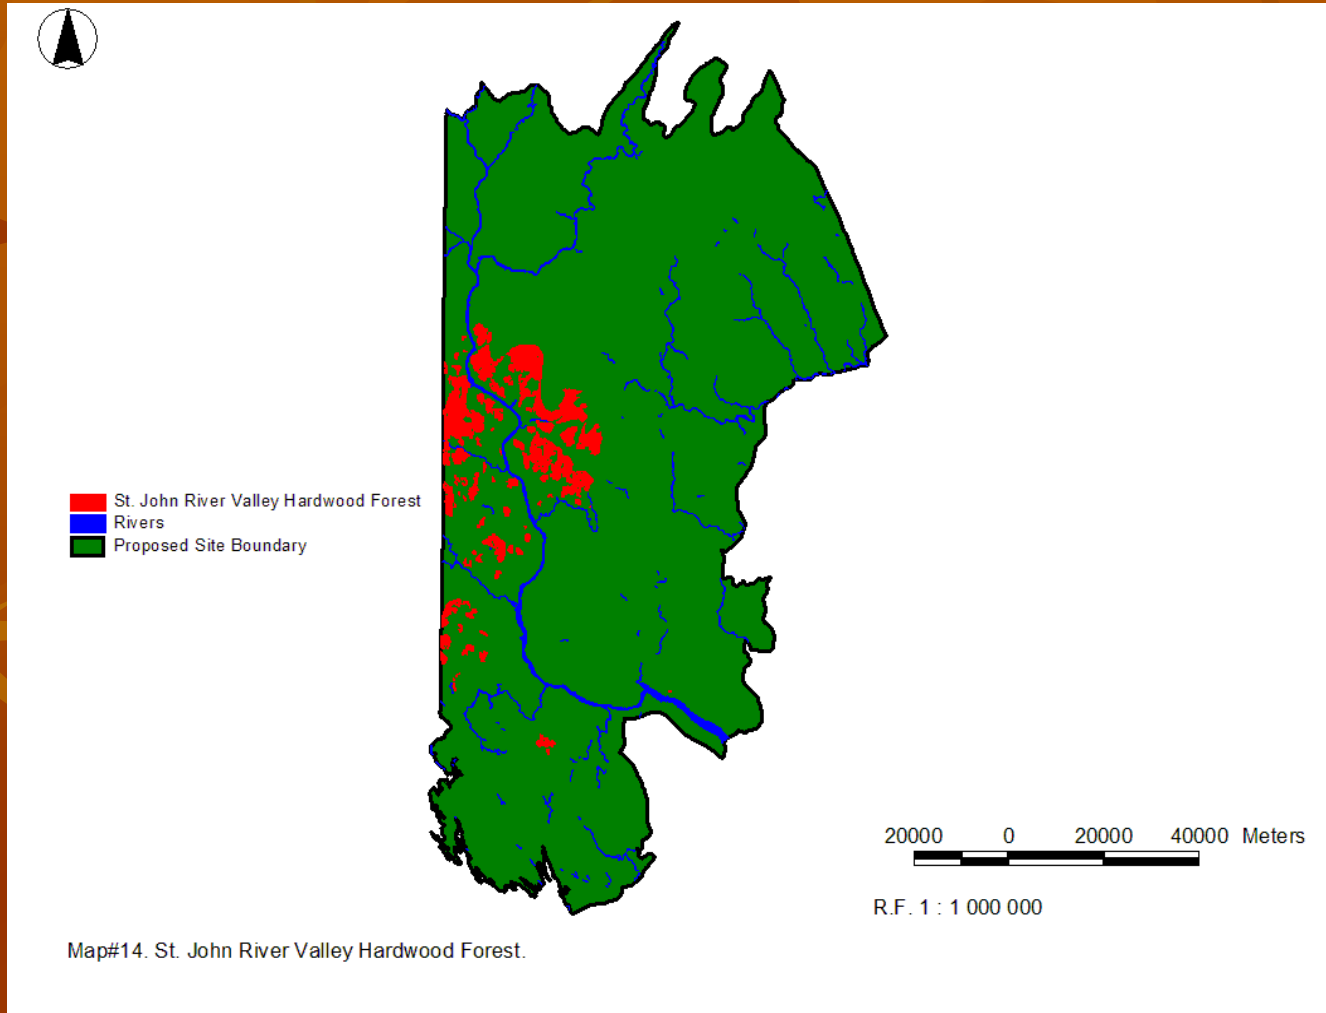 St. John River Valley Hardwood Forest
Rivers
Proposed Site Boundary
20000 0 20000 40000 Meters
R.F. 1 : 1 000 000
Map#14. St. John River Valley Hardwood Forest.